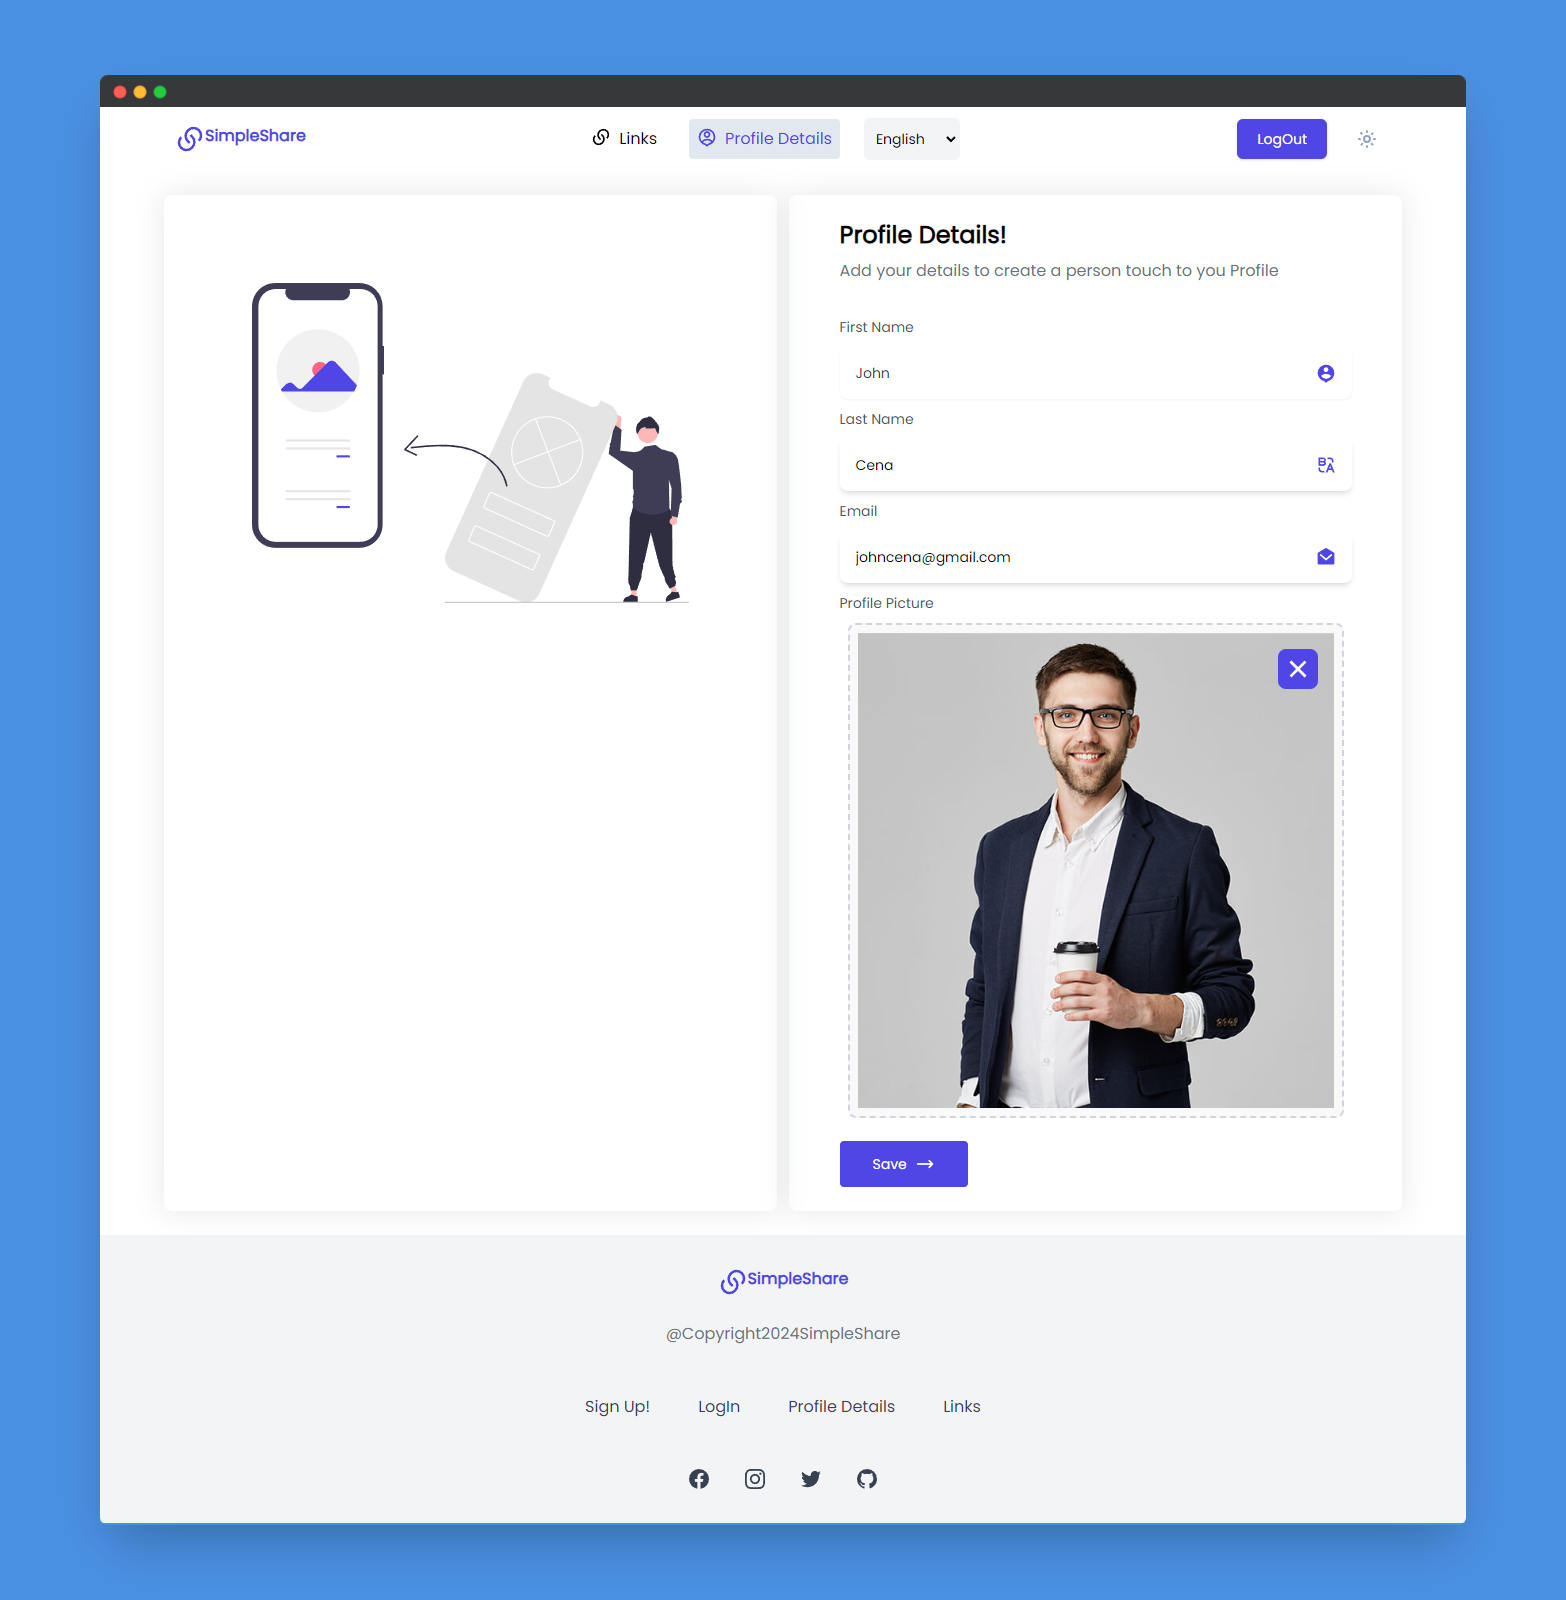 SimpleShare
Links
Profile Details
English
LogOut
Profile Details!
Add your details to create a person touch to you Profile
First Name
John
Last Name
Cena
Email
johncena@gmail.com
Profile Picture
Save
SimpleShare
@Copyright2024SimpleShare
Sign Up!
LogIn
Profile Details
Links